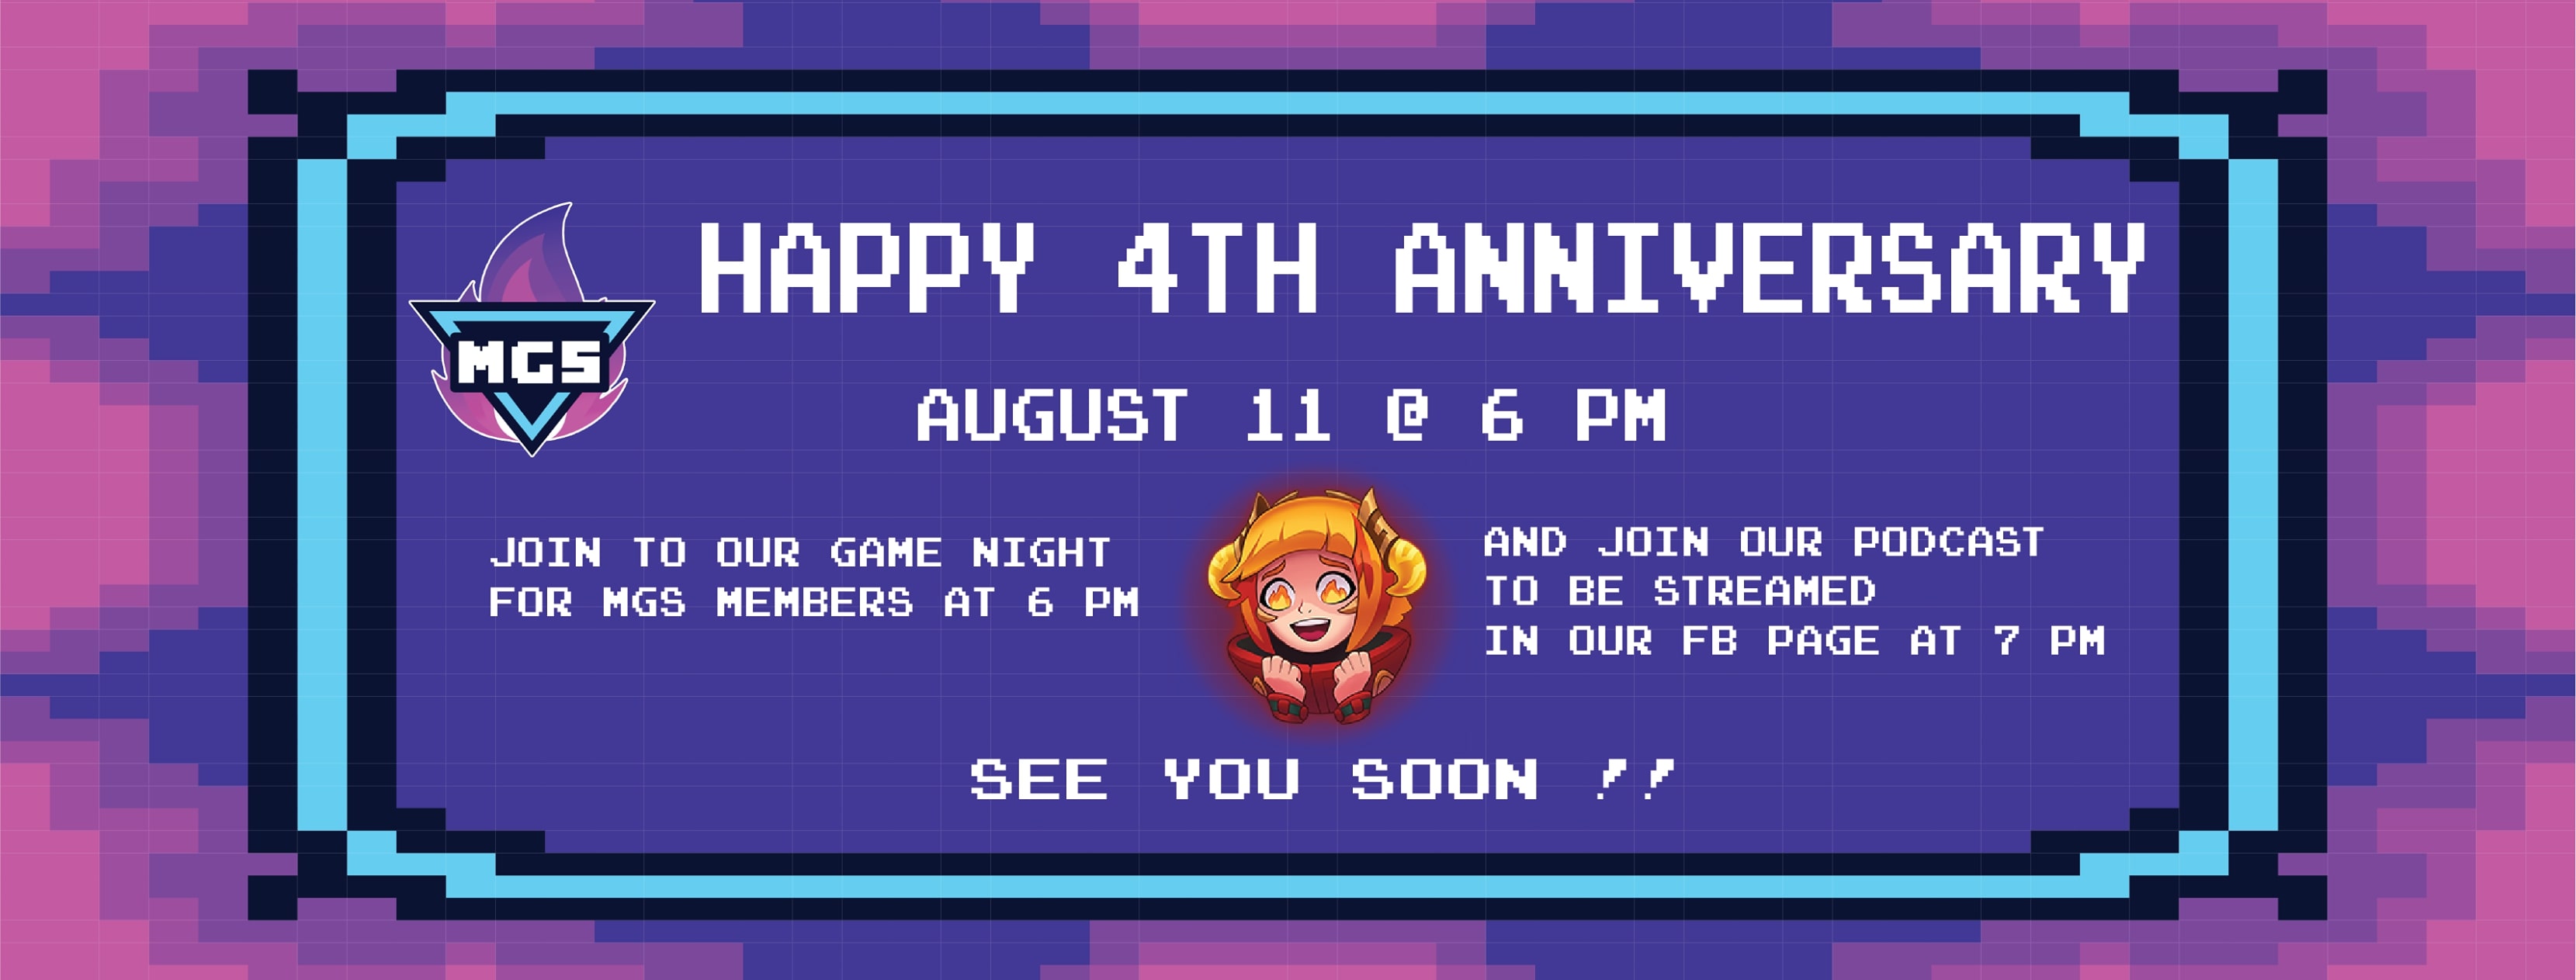 MGS
HAPPY 4TH ANNIVERSARY
AUGUST 11 @ 6 PM
JOIN TO OUR GAME NIGHT
FOR MGS MEMBERS AT 6 PM
AND JOIN OUR PODCAST
TO BE STREAMED
IN OUR FB PAGE AT 7 PM
SEE YOU SOON !!